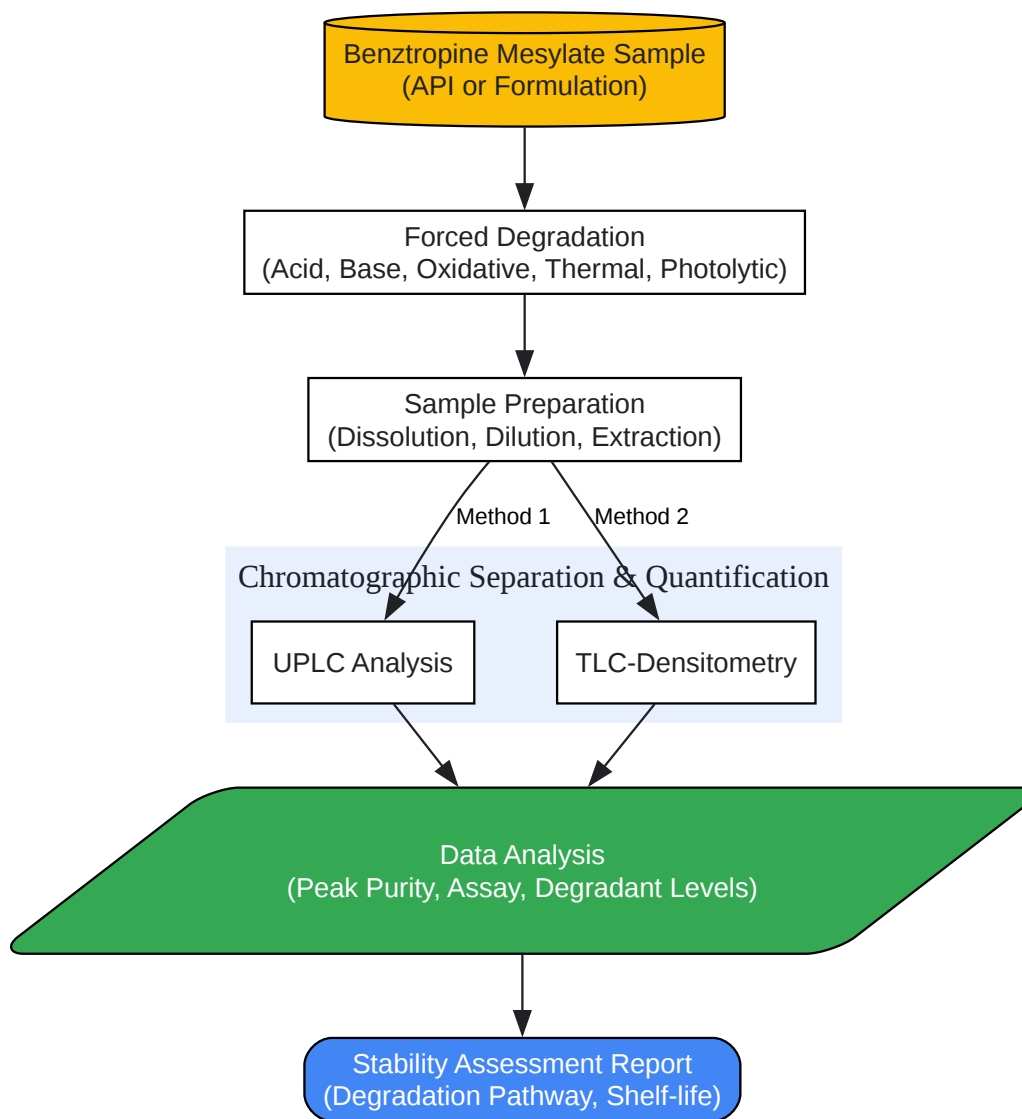 Benztropine Mesylate Sample
(API or Formulation)
Forced Degradation
(Acid, Base, Oxidative, Thermal, Photolytic)
Sample Preparation
(Dissolution, Dilution, Extraction)
Method 1
Method 2
Chromatographic Separation & Quantification
UPLC Analysis
TLC-Densitometry
Data Analysis
(Peak Purity, Assay, Degradant Levels)
Stability Assessment Report
(Degradation Pathway, Shelf-life)